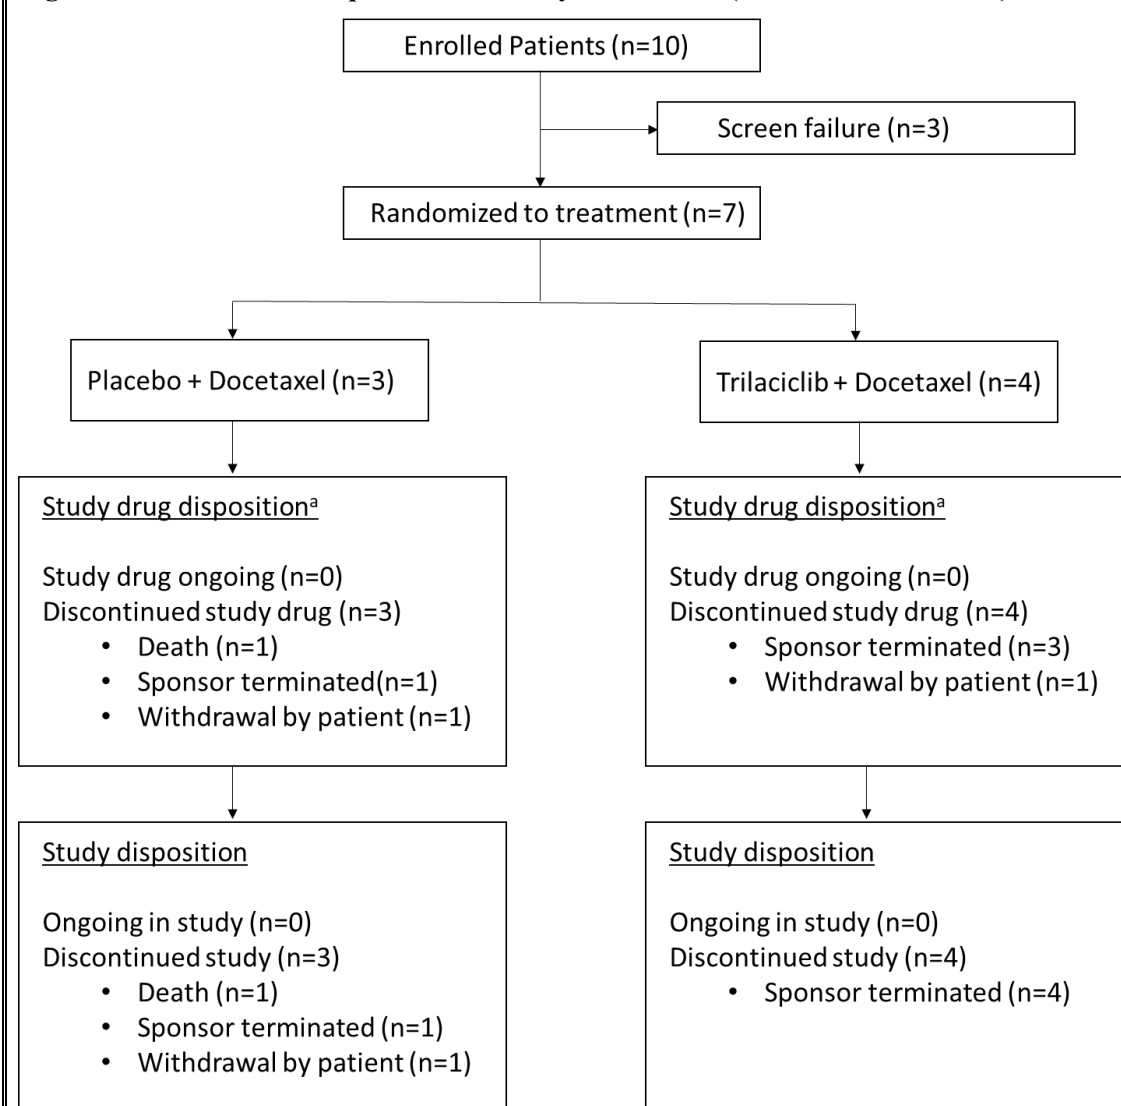 Enrolled Patients (n=10)
Screen failure (n=3)
Randomized to treatment (n=7)
Placebo + Docetaxel (n=3)
Trilaciclib + Docetaxel (n=4)
Study drug dispositionᵃ
Study drug ongoing (n=0)
Discontinued study drug (n=3)
• Death (n=1)
• Sponsor terminated(n=1)
• Withdrawal by patient (n=1)
Study drug dispositionᵃ
Study drug ongoing (n=0)
Discontinued study drug (n=4)
• Sponsor terminated (n=3)
• Withdrawal by patient (n=1)
Study disposition
Ongoing in study (n=0)
Discontinued study (n=3)
• Death (n=1)
• Sponsor terminated (n=1)
• Withdrawal by patient (n=1)
Study disposition
Ongoing in study (n=0)
Discontinued study (n=4)
• Sponsor terminated (n=4)